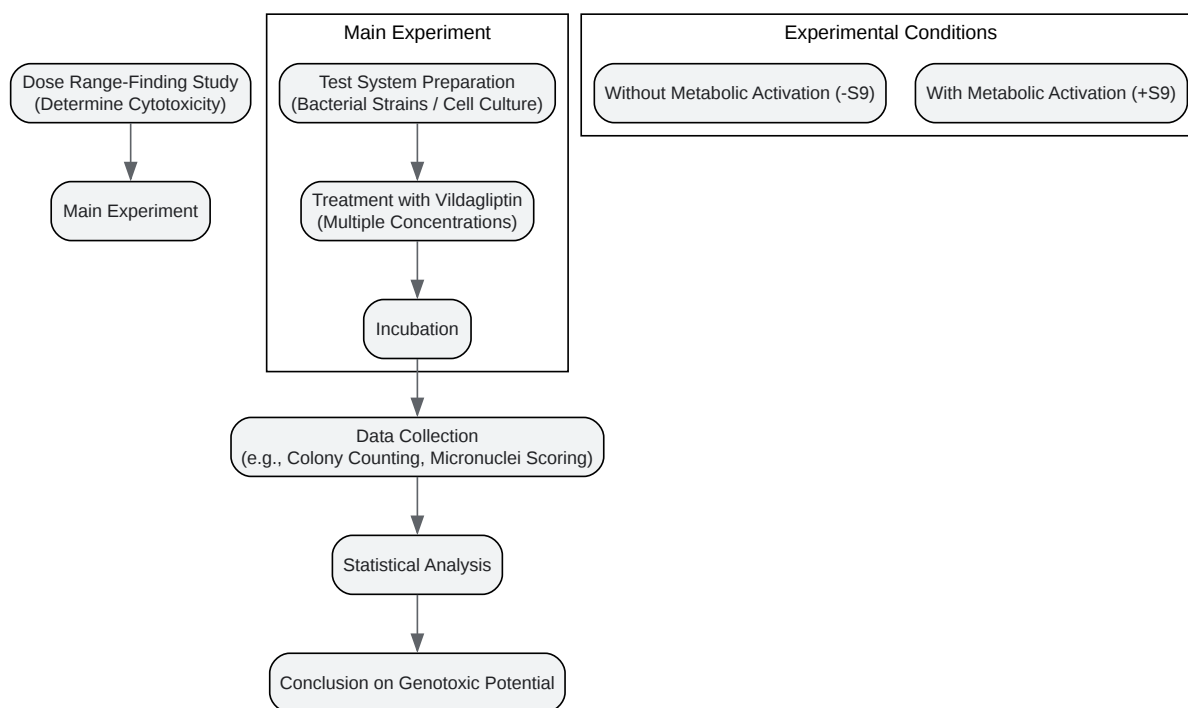 Dose Range-Finding Study
(Determine Cytotoxicity)
Main Experiment
Main Experiment
Test System Preparation
(Bacterial Strains / Cell Culture)
Treatment with Vildagliptin
(Multiple Concentrations)
Incubation
Experimental Conditions
Without Metabolic Activation (-S9)
With Metabolic Activation (+S9)
Data Collection
(e.g., Colony Counting, Micronuclei Scoring)
Statistical Analysis
Conclusion on Genotoxic Potential